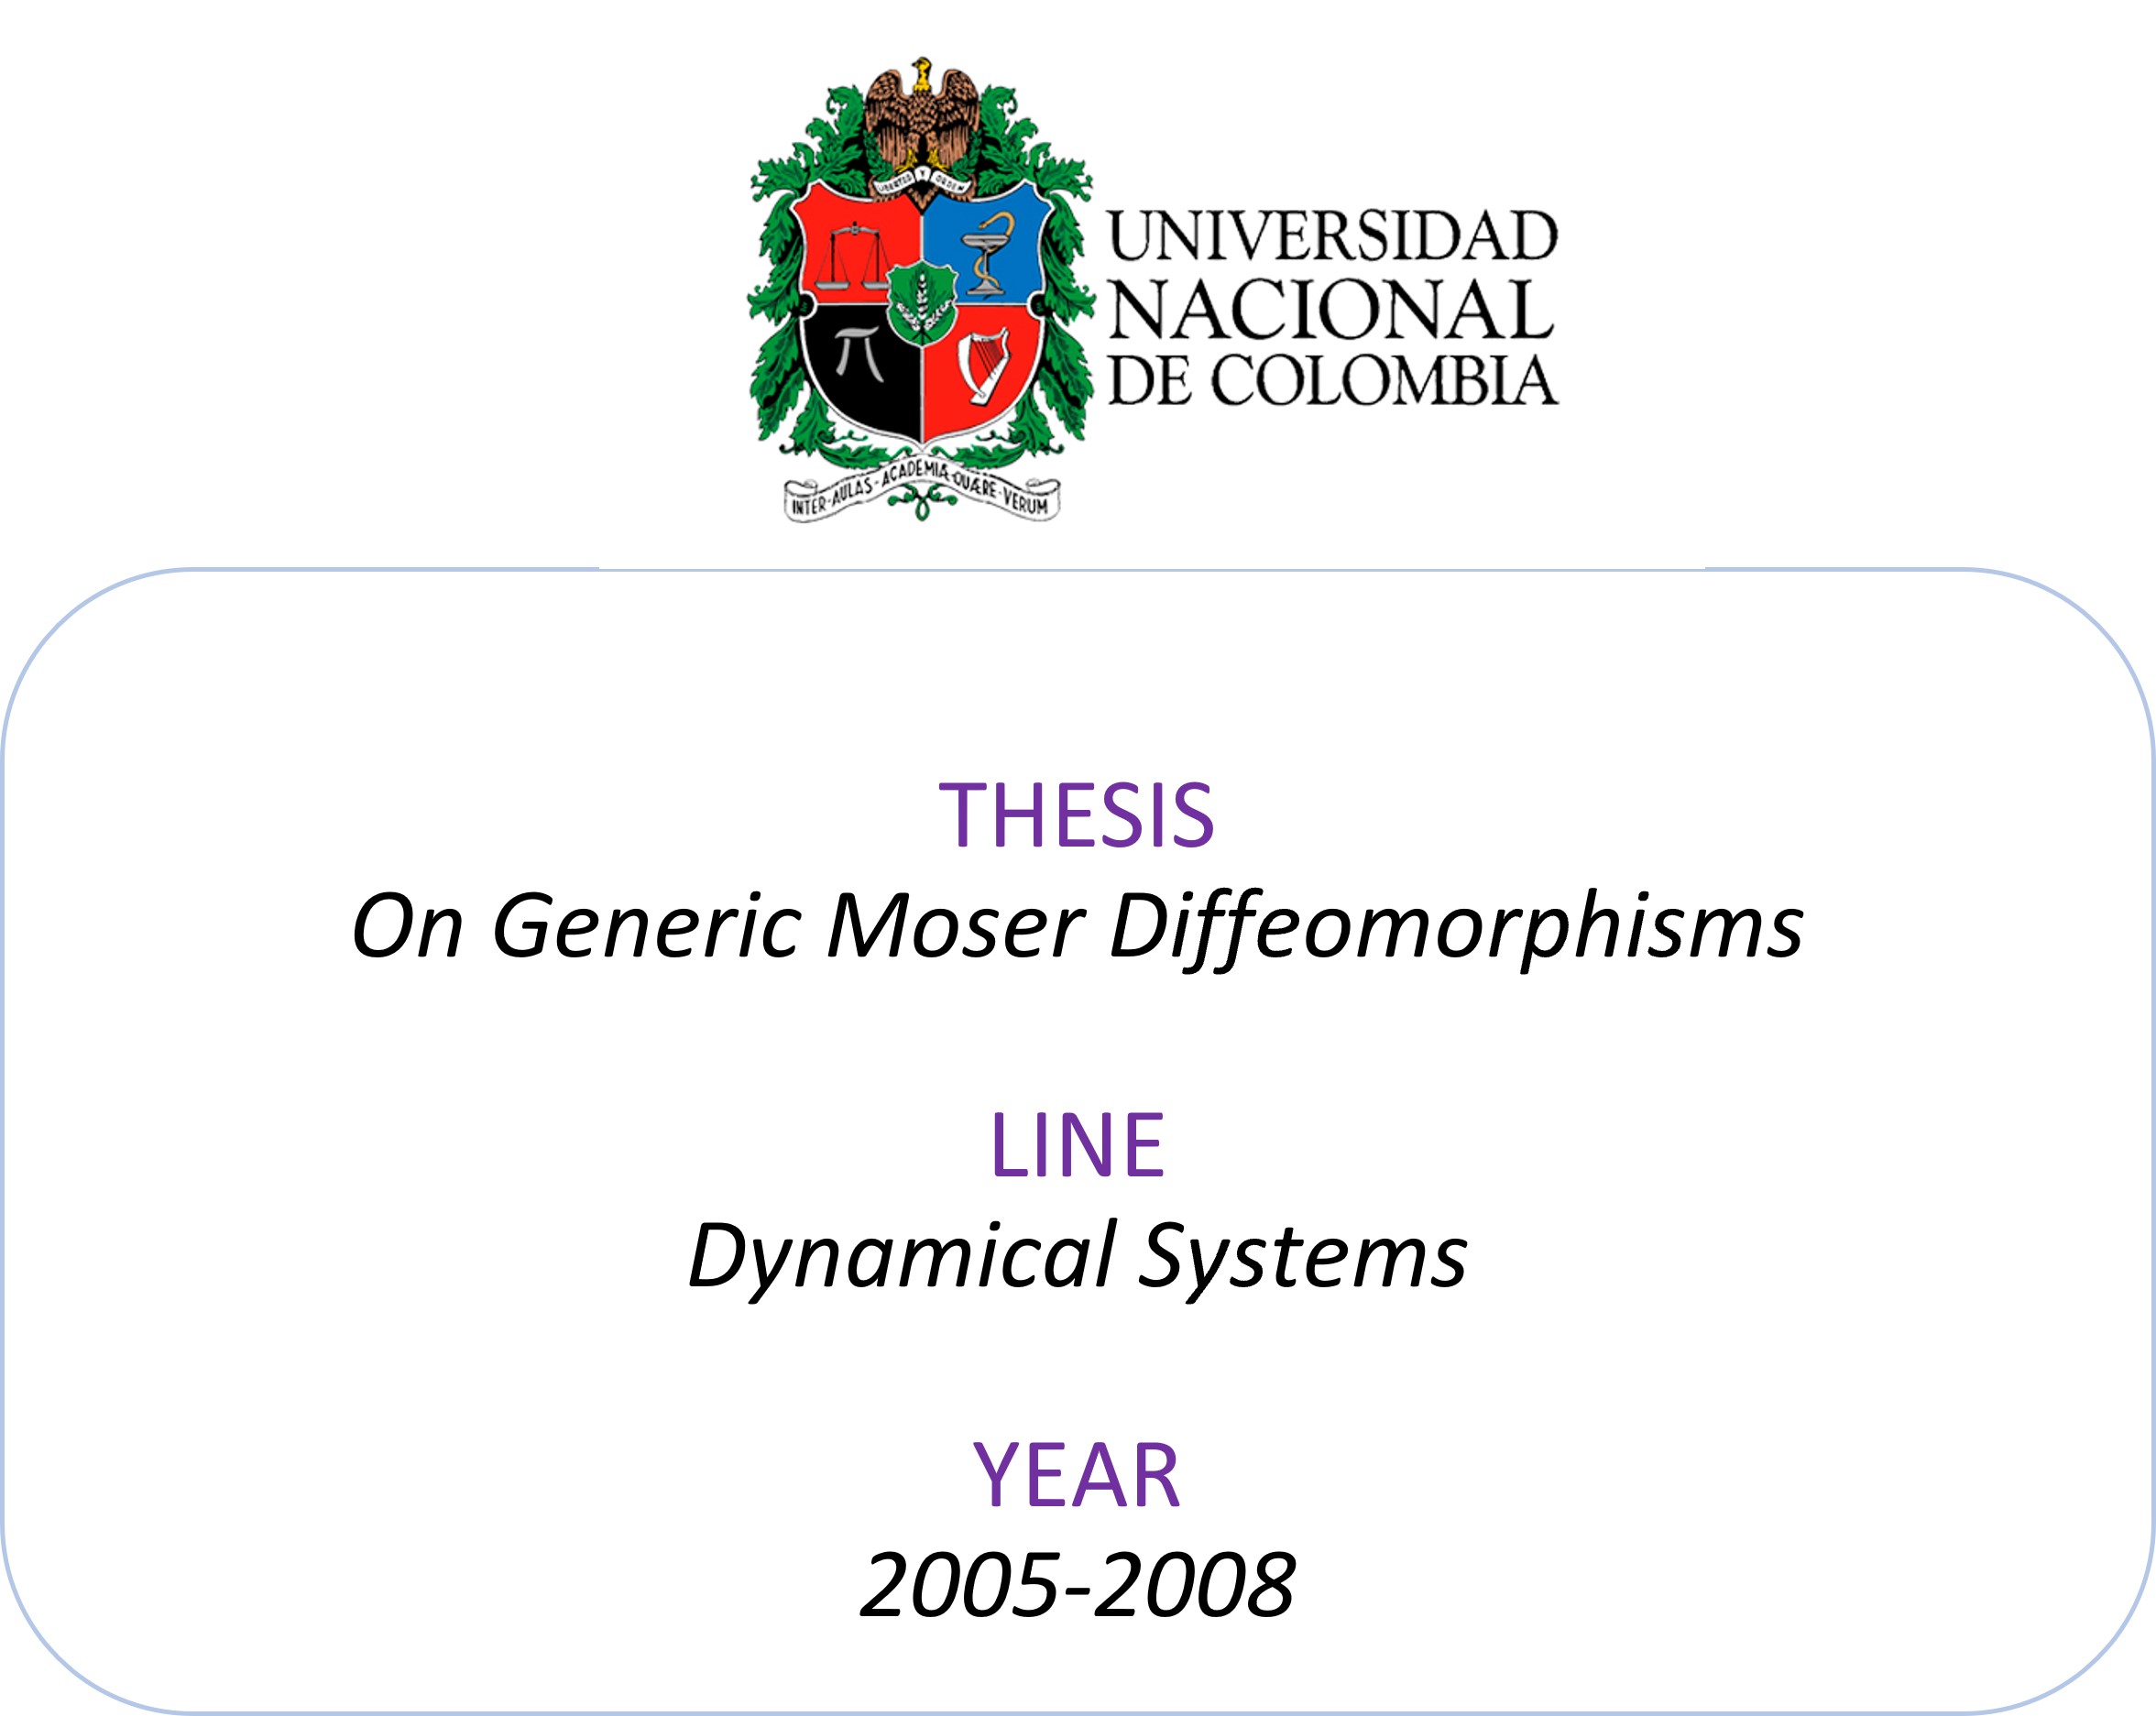 LIBERTAD Y ORDEN
UNIVERSIDAD
NACIONAL
DE COLOMBIA
INTER·AULAS·ACADEMIÆ·QUÆRE·VERUM
THESIS
On Generic Moser Diffeomorphisms
LINE
Dynamical Systems
YEAR
2005-2008